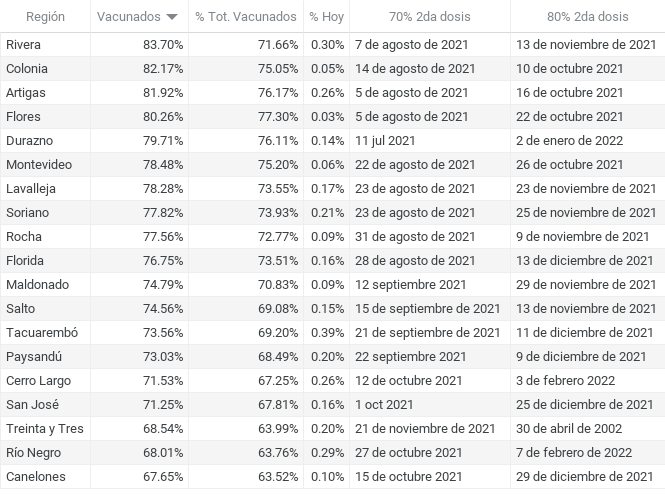 Región Vacunados % Tot. Vacunados % Hoy 70% 2da dosis 80% 2da dosis
Rivera 83.70% 71.66% 0.30% 7 de agosto de 2021 13 de noviembre de 2021
Colonia 82.17% 75.05% 0.05% 14 de agosto de 2021 10 de octubre 2021
Artigas 81.92% 76.17% 0.26% 5 de agosto de 2021 16 de octubre 2021
Flores 80.26% 77.30% 0.03% 5 de agosto de 2021 22 de octubre 2021
Durazno 79.71% 76.11% 0.14% 11 jul 2021 2 de enero de 2022
Montevideo 78.48% 75.20% 0.06% 22 de agosto de 2021 26 de octubre 2021
Lavalleja 78.28% 73.55% 0.17% 23 de agosto de 2021 23 de noviembre de 2021
Soriano 77.82% 73.93% 0.21% 23 de agosto de 2021 25 de noviembre de 2021
Rocha 77.56% 72.77% 0.09% 31 de agosto de 2021 9 de noviembre de 2021
Florida 76.75% 73.51% 0.16% 28 de agosto de 2021 13 de diciembre de 2021
Maldonado 74.79% 70.83% 0.09% 12 septiembre 2021 29 de noviembre de 2021
Salto 74.56% 69.08% 0.15% 15 de septiembre de 2021 13 de noviembre de 2021
Tacuarembó 73.56% 69.20% 0.39% 21 de septiembre de 2021 11 de diciembre de 2021
Paysandú 73.03% 68.49% 0.20% 22 septiembre 2021 9 de diciembre de 2021
Cerro Largo 71.53% 67.25% 0.26% 12 de octubre de 2021 3 de febrero 2022
San José 71.25% 67.81% 0.16% 1 oct 2021 25 de diciembre de 2021
Treinta y Tres 68.54% 63.99% 0.20% 21 de noviembre de 2021 30 de abril de 2002
Río Negro 68.01% 63.76% 0.29% 27 de octubre de 2021 7 de febrero de 2022
Canelones 67.65% 63.52% 0.10% 15 de octubre de 2021 29 de diciembre de 2021